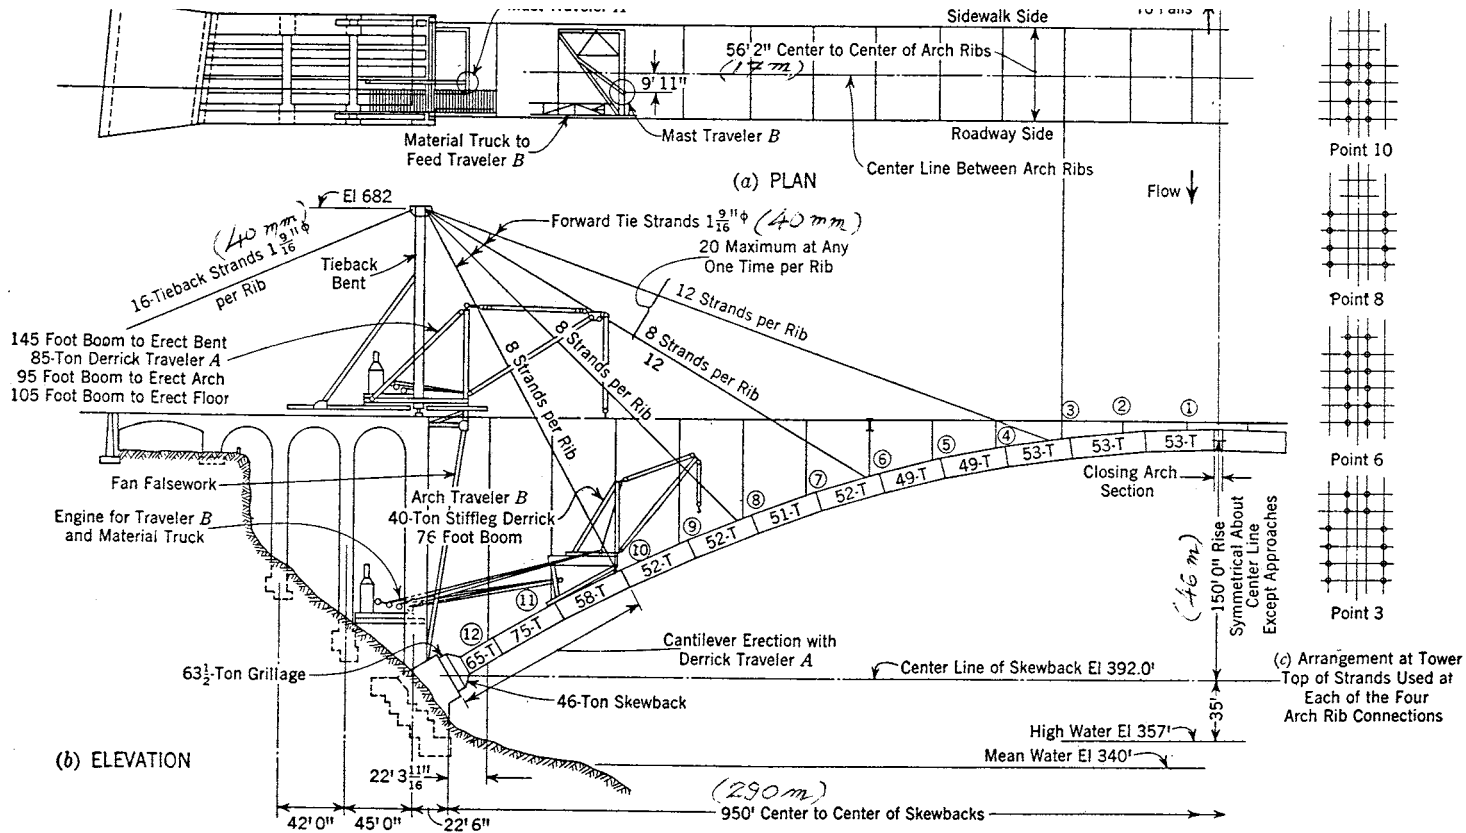 Mast Traveler A
Sidewalk Side
To Falls
56' 2" Center to Center of Arch Ribs
(17 m)
9' 11"
Material Truck to
Feed Traveler B
Mast Traveler B
Roadway Side
Center Line Between Arch Ribs
(a) PLAN
Flow
Point 10
Point 8
Point 6
Point 3
(c) Arrangement at Tower
Top of Strands Used at
Each of the Four
Arch Rib Connections
El 682
(40 mm)
16-Tieback Strands 1 9/16" φ
per Rib
Tieback
Bent
Forward Tie Strands 1 9/16" φ (40 mm)
20 Maximum at Any
One Time per Rib
12 Strands per Rib
8 Strands per Rib
12
8 Strands per Rib
8 Strands per Rib
145 Foot Boom to Erect Bent
85-Ton Derrick Traveler A
95 Foot Boom to Erect Arch
105 Foot Boom to Erect Floor
Fan Falsework
Engine for Traveler B
and Material Truck
Arch Traveler B
40-Ton Stiffleg Derrick
76 Foot Boom
① ② ③ ④ ⑤ ⑥ ⑦ ⑧ ⑨ ⑩ ⑪ ⑫
53-T
53-T
53-T
49-T
49-T
52-T
51-T
52-T
52-T
58-T
75-T
65-T
Closing Arch
Section
(46 m)
150' 0" Rise
Symmetrical About
Center Line
Except Approaches
Cantilever Erection with
Derrick Traveler A
63½-Ton Grillage
46-Ton Skewback
Center Line of Skewback El 392.0'
35'
High Water El 357'
Mean Water El 340'
(b) ELEVATION
22' 3 11/16"
(290 m)
950' Center to Center of Skewbacks
42' 0"
45' 0"
22' 6"